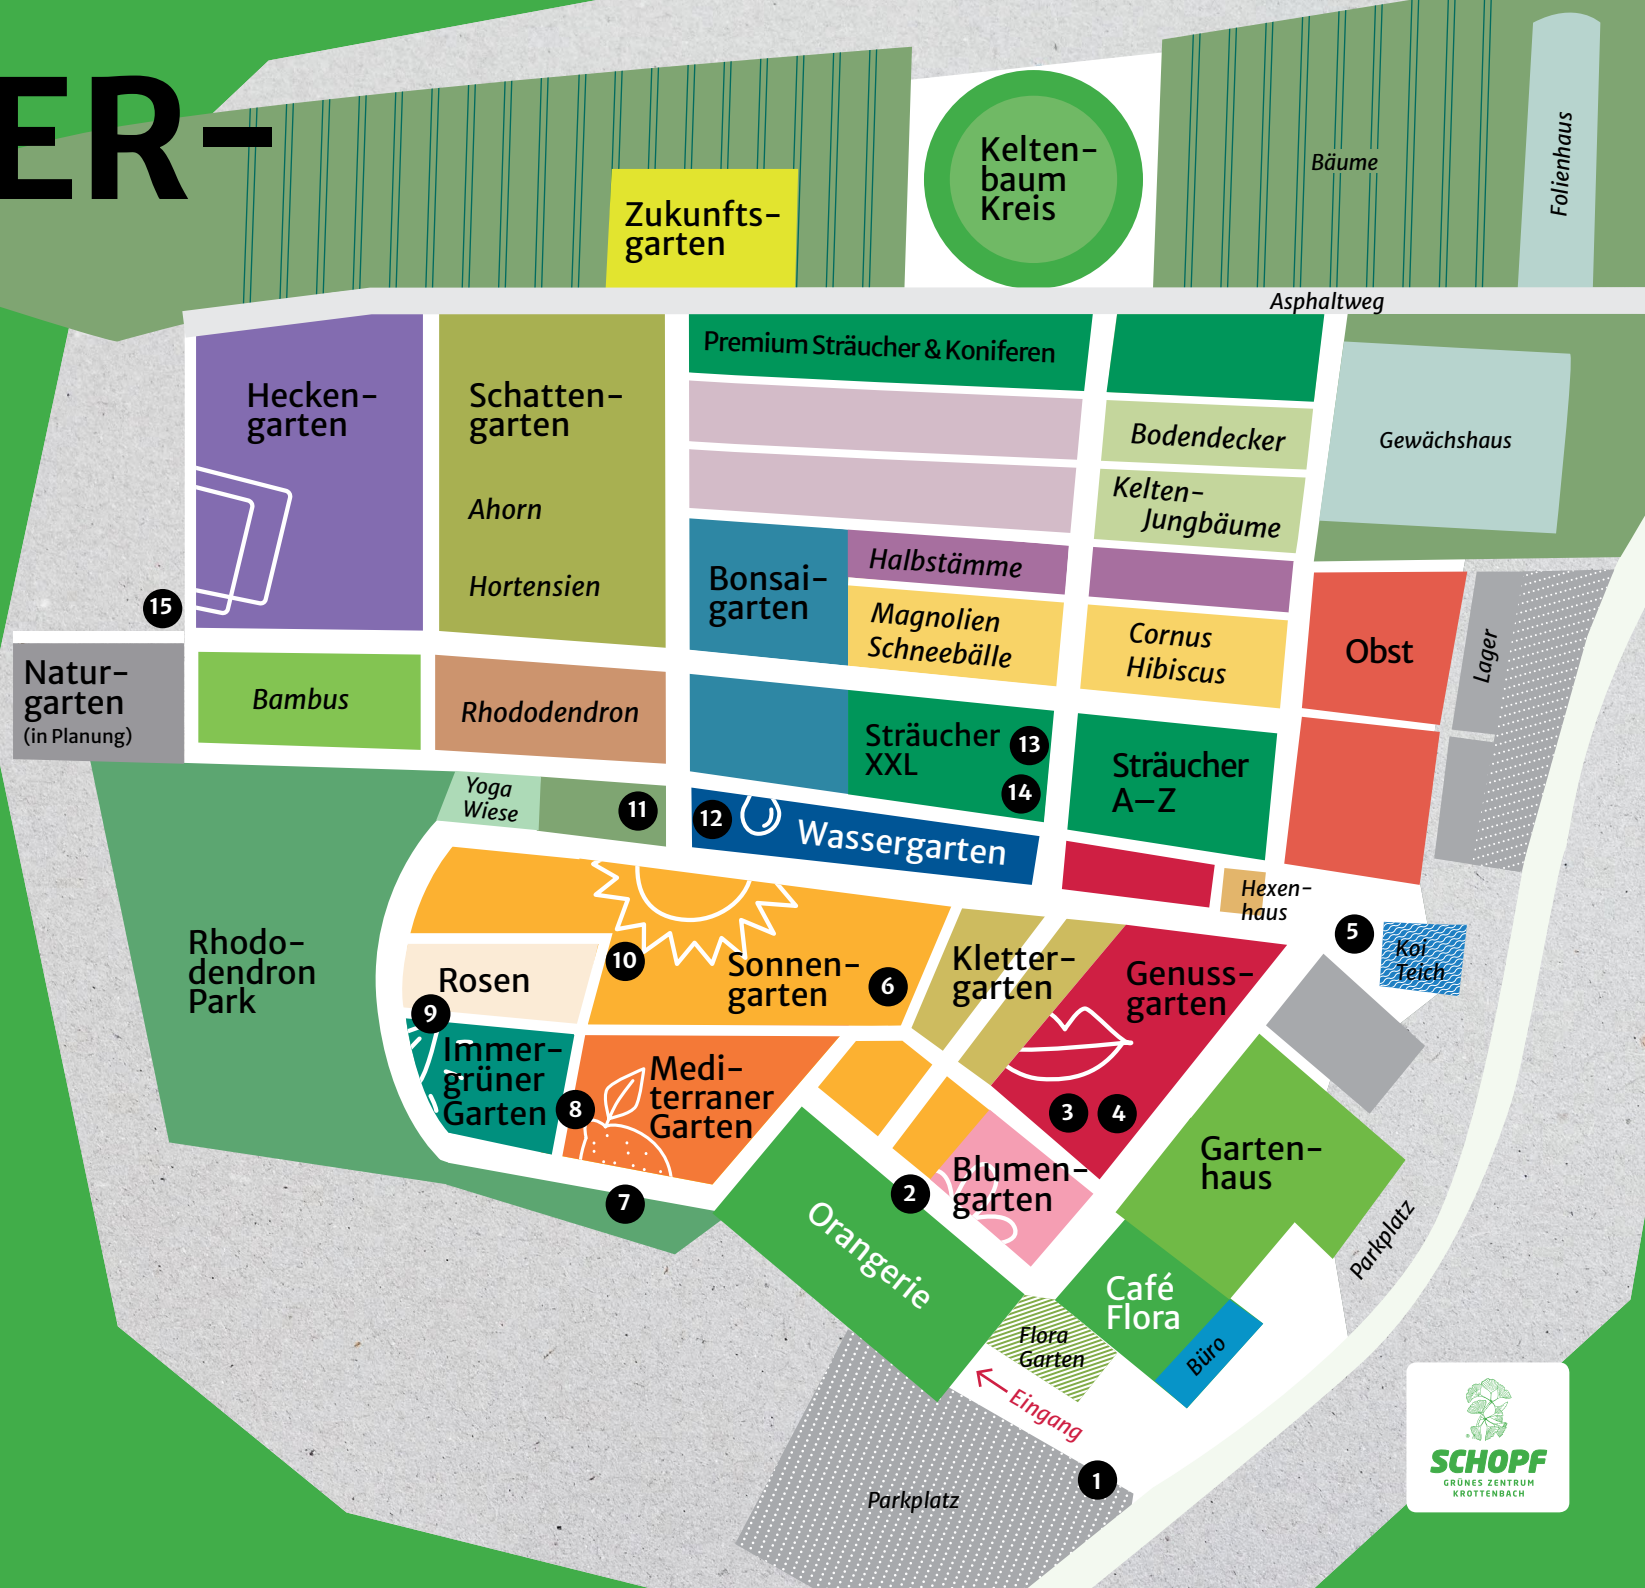 ER–
Zukunfts-
garten
Kelten-
baum
Kreis
Bäume
Folienhaus
Asphaltweg
Hecken-
garten
Schatten-
garten
Ahorn
Hortensien
Premium Sträucher & Koniferen
Bodendecker
Kelten-
Jungbäume
Gewächshaus
Bonsai-
garten
Halbstämme
Magnolien
Schneebälle
Cornus
Hibiscus
Obst
Lager
15
Natur-
garten
(in Planung)
Bambus
Rhododendron
Sträucher
XXL
13
14
Sträucher
A–Z
Yoga
Wiese
11
12
Wassergarten
Hexen-
haus
5
Koi
Teich
Rhodo-
dendron
Park
Rosen
10
Sonnen-
garten
6
Kletter-
garten
Genuss-
garten
9
Immer-
grüner
Garten
8
Medi-
terraner
Garten
3
4
7
2
Blumen-
garten
Garten-
haus
Orangerie
Café
Flora
Büro
Parkplatz
Flora
Garten
Eingang
1
Parkplatz
SCHOPF
GRÜNES ZENTRUM
KROTTENBACH